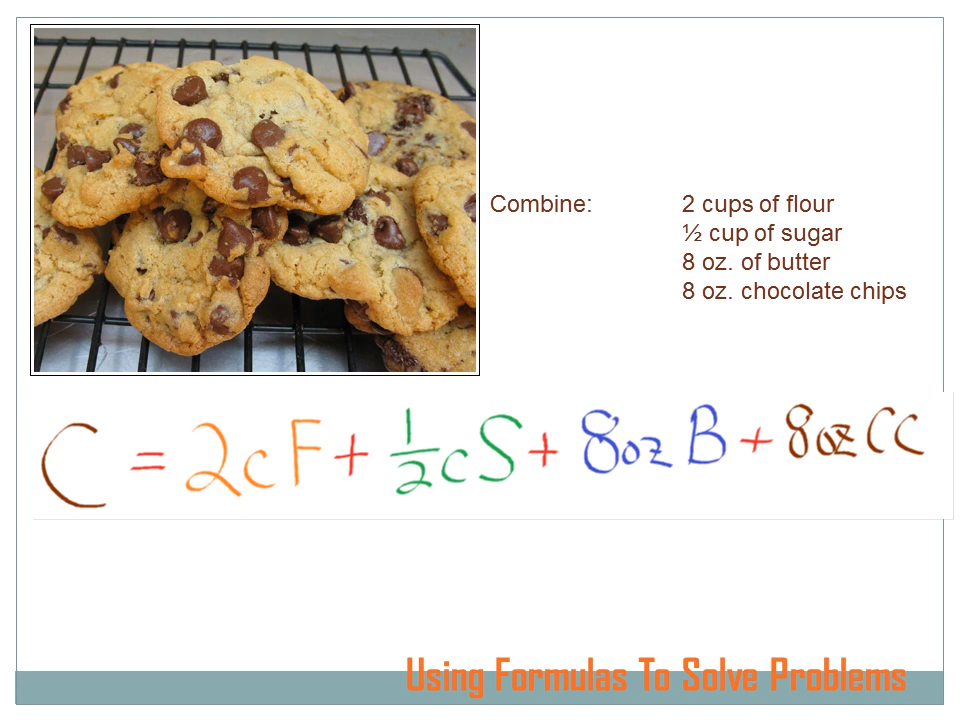 Combine: 2 cups of flour
½ cup of sugar
8 oz. of butter
8 oz. chocolate chips
C = 2cF + ½cS + 8oz B + 8oz CC
Using Formulas To Solve Problems